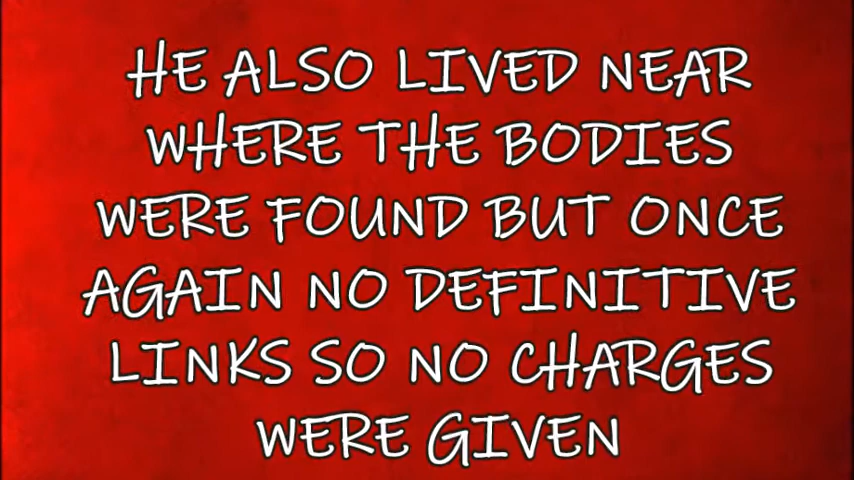 HE ALSO LIVED NEAR
WHERE THE BODIES
WERE FOUND BUT ONCE
AGAIN NO DEFINITIVE
LINKS SO NO CHARGES
WERE GIVEN